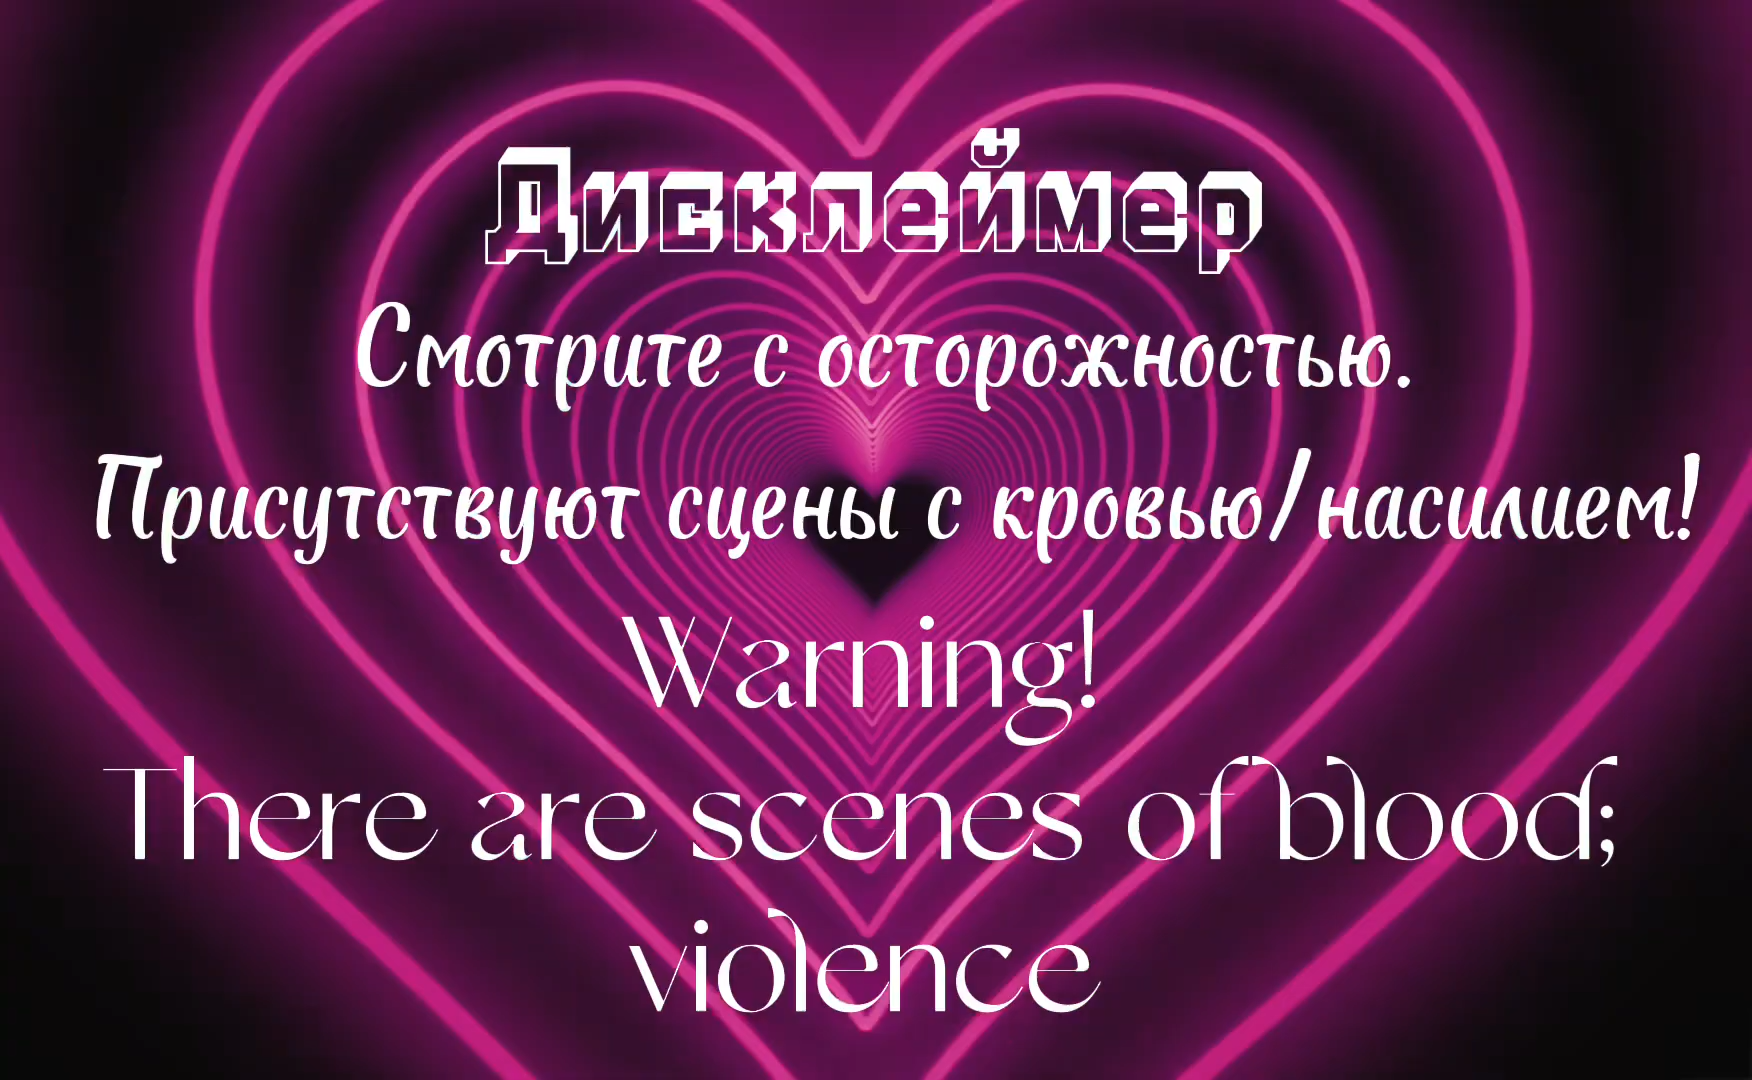 Дисклеймер
Смотрите с осторожностью.
Присутствуют сцены с кровью/насилием!
Warning!
There are scenes of blood;
violence